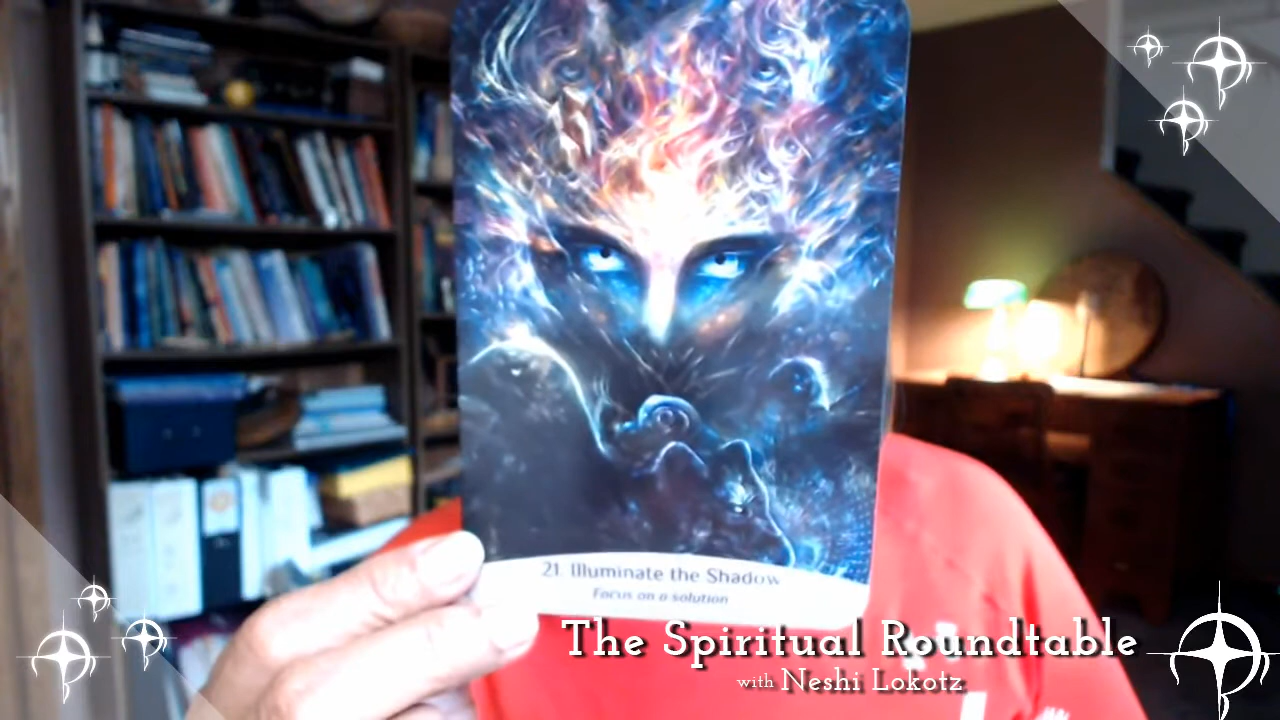 21. Illuminate the Shadow
Focus on a solution
The Spiritual Roundtable
with Neshi Lokotz